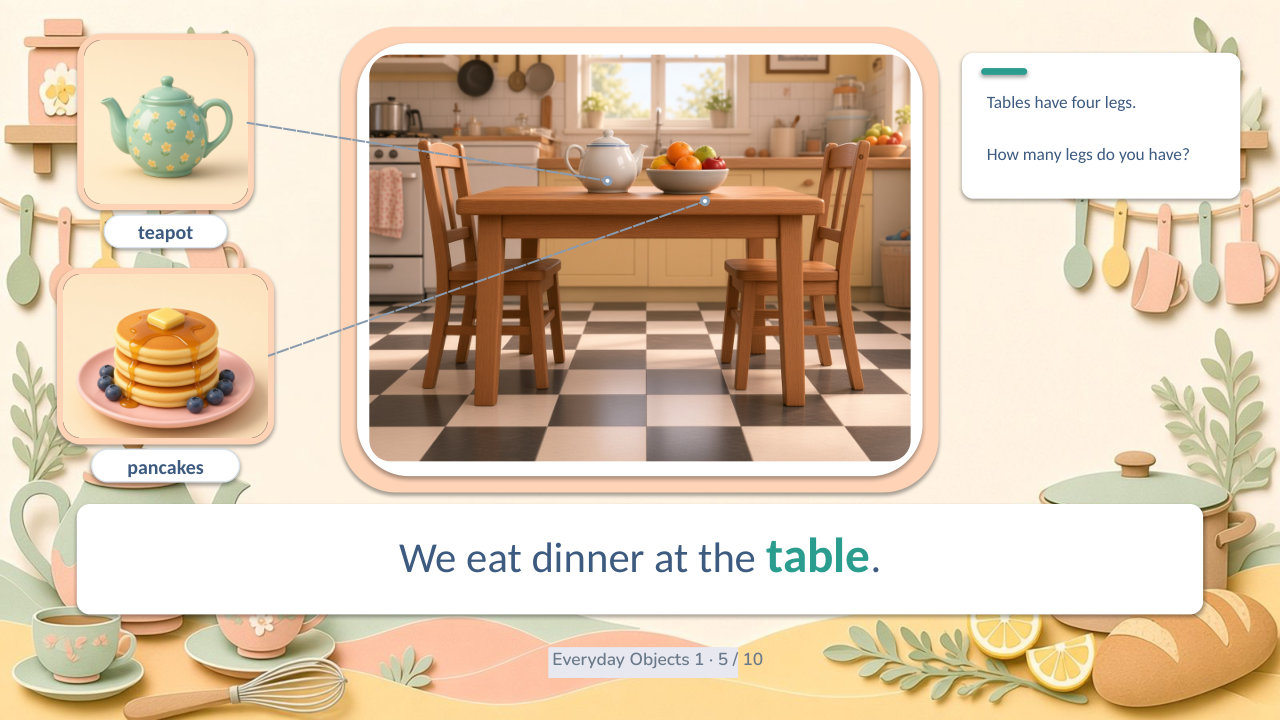 teapot
pancakes
Tables have four legs.
How many legs do you have?
We eat dinner at the table.
Everyday Objects 1 · 5 / 10